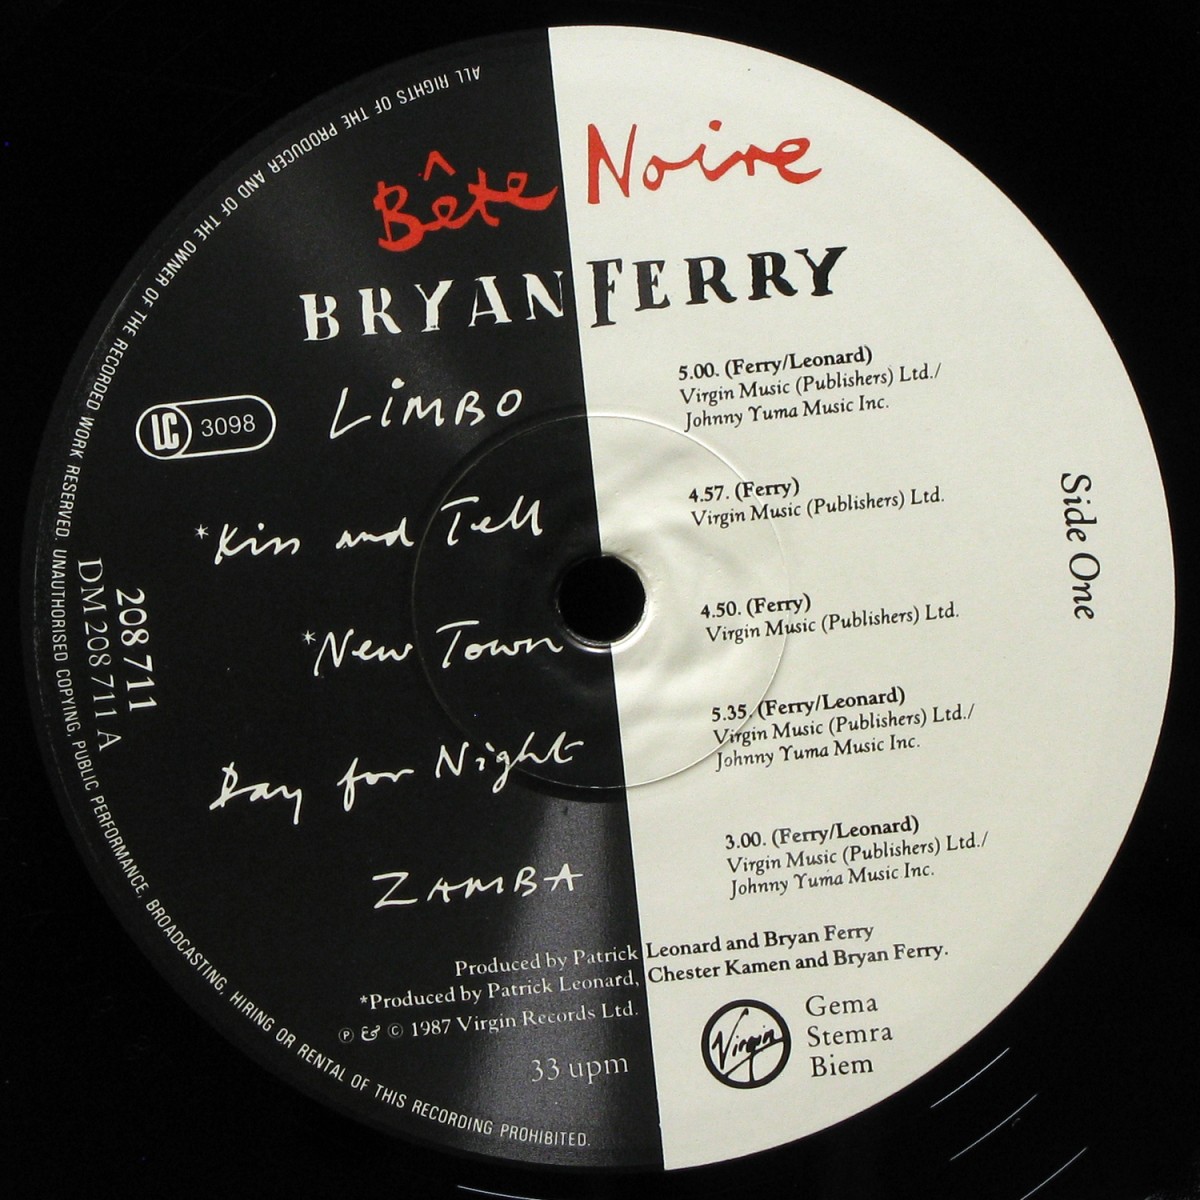 Bête Noire
BRYAN FERRY
LIMBO
5.00. (Ferry/Leonard)
Virgin Music (Publishers) Ltd./
Johnny Yuma Music Inc.
LC 3098
*Kiss and Tell
4.57. (Ferry)
Virgin Music (Publishers) Ltd.
*New Town
4.50. (Ferry)
Virgin Music (Publishers) Ltd.
Day for Night
5.35. (Ferry/Leonard)
Virgin Music (Publishers) Ltd./
Johnny Yuma Music Inc.
ZAMBA
3.00. (Ferry/Leonard)
Virgin Music (Publishers) Ltd./
Johnny Yuma Music Inc.
Side One
208 711
DM 208 711 A
Produced by Patrick Leonard and Bryan Ferry
*Produced by Patrick Leonard, Chester Kamen and Bryan Ferry.
℗ & © 1987 Virgin Records Ltd.
33 upm
Virgin
Gema
Stemra
Biem
ALL RIGHTS OF THE PRODUCER AND OF THE OWNER OF THE RECORDED WORK RESERVED. UNAUTHORISED COPYING, PUBLIC PERFORMANCE, BROADCASTING, HIRING OR RENTAL OF THIS RECORDING PROHIBITED.